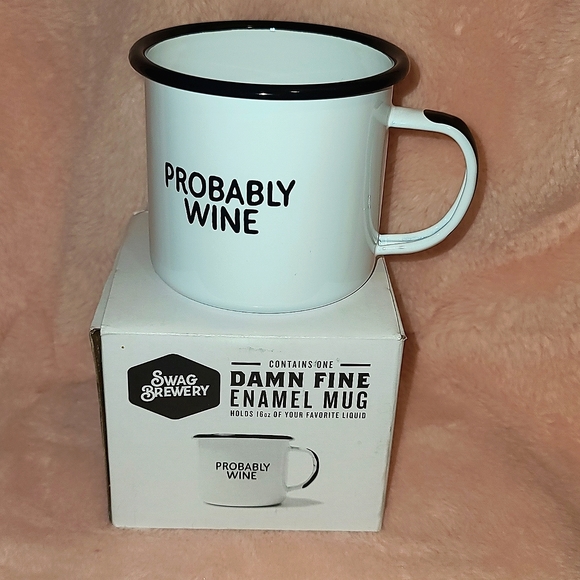 PROBABLY
WINE
SWAG
BREWERY
CONTAINS ONE
DAMN FINE
ENAMEL MUG
HOLDS 16oz OF YOUR FAVORITE LIQUID
PROBABLY
WINE